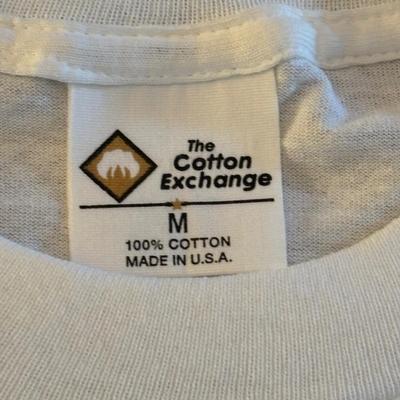 The
Cotton
Exchange
M
100% COTTON
MADE IN U.S.A.